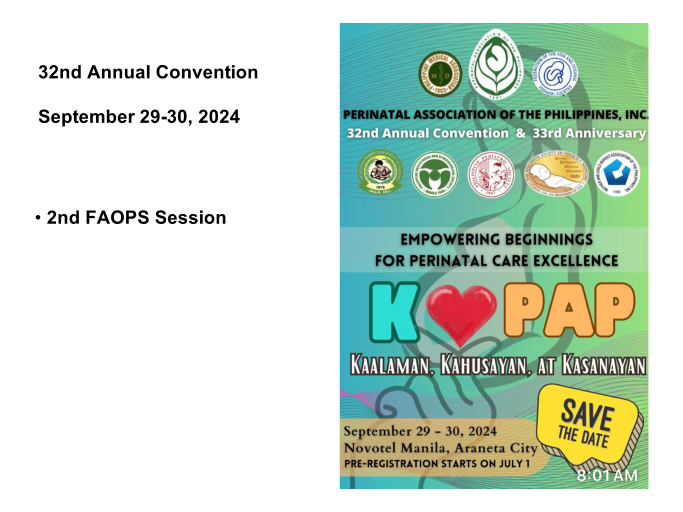 32nd Annual Convention
September 29-30, 2024
• 2nd FAOPS Session
PERINATAL ASSOCIATION OF THE PHILIPPINES, INC.
32nd Annual Convention & 33rd Anniversary
EMPOWERING BEGINNINGS
FOR PERINATAL CARE EXCELLENCE
K PAP
KAALAMAN, KAHUSAYAN, AT KASANAYAN
SAVE
THE DATE
September 29 - 30, 2024
Novotel Manila, Araneta City
PRE-REGISTRATION STARTS ON JULY 1
8:01 AM